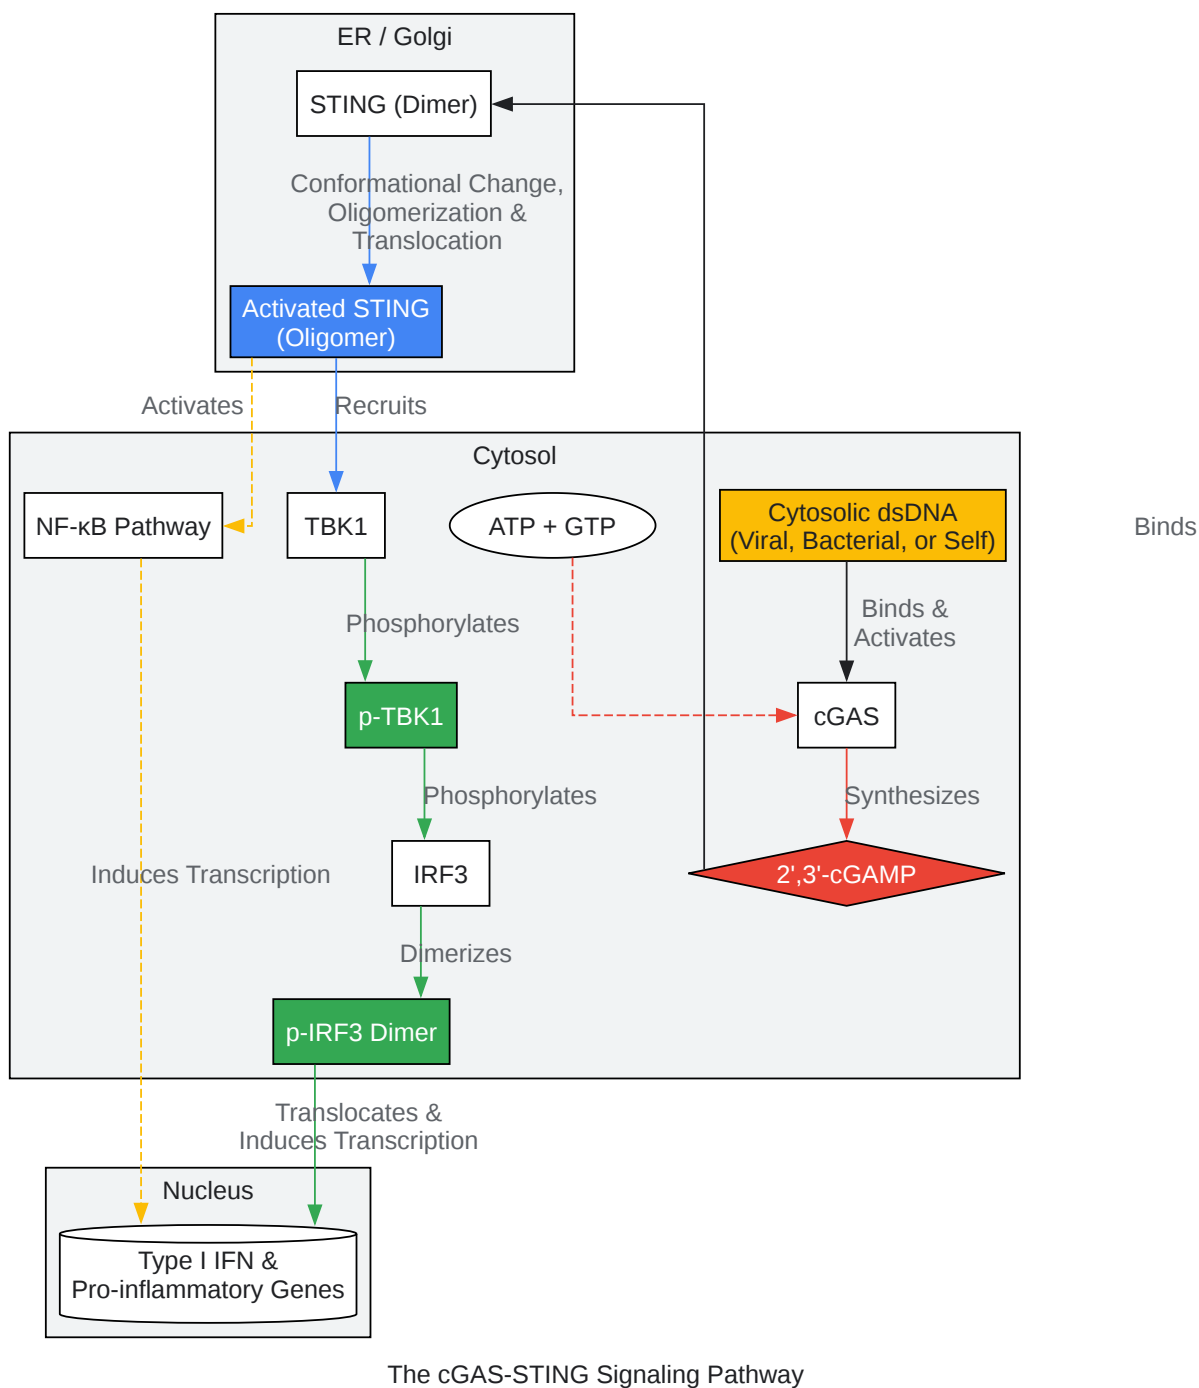 ER / Golgi
STING (Dimer)
Conformational Change,
Oligomerization &
Translocation
Activated STING
(Oligomer)
Activates
Recruits
Cytosol
NF-κB Pathway
TBK1
ATP + GTP
Cytosolic dsDNA
(Viral, Bacterial, or Self)
Binds
Phosphorylates
Binds &
Activates
p-TBK1
cGAS
Phosphorylates
Synthesizes
Induces Transcription
IRF3
2',3'-cGAMP
Dimerizes
p-IRF3 Dimer
Translocates &
Induces Transcription
Nucleus
Type I IFN &
Pro-inflammatory Genes
The cGAS-STING Signaling Pathway